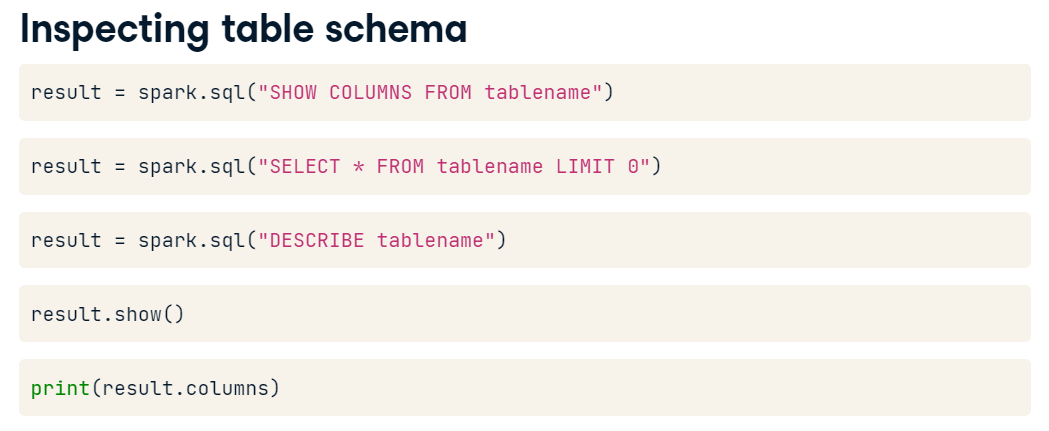 Inspecting table schema
result = spark.sql("SHOW COLUMNS FROM tablename")
result = spark.sql("SELECT * FROM tablename LIMIT 0")
result = spark.sql("DESCRIBE tablename")
result.show()
print(result.columns)